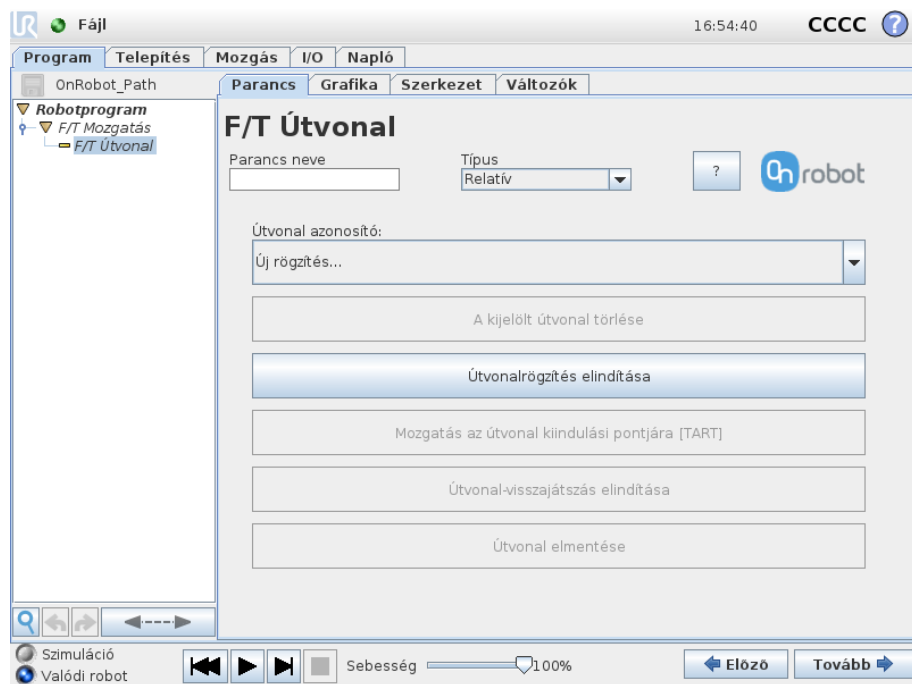 UR Fájl 16:54:40 CCCC ?
Program Telepítés Mozgás I/O Napló
OnRobot_Path Parancs Grafika Szerkezet Változók
Robotprogram
F/T Mozgatás
F/T Útvonal
F/T Útvonal
Parancs neve Típus
Relatív ? On robot
Útvonal azonosító:
Új rögzítés...
A kijelölt útvonal törlése
Útvonalrögzítés elindítása
Mozgatás az útvonal kiindulási pontjára [TART]
Útvonal-visszajátszás elindítása
Útvonal elmentése
Szimuláció
Valódi robot
Sebesség 100% Előző Tovább